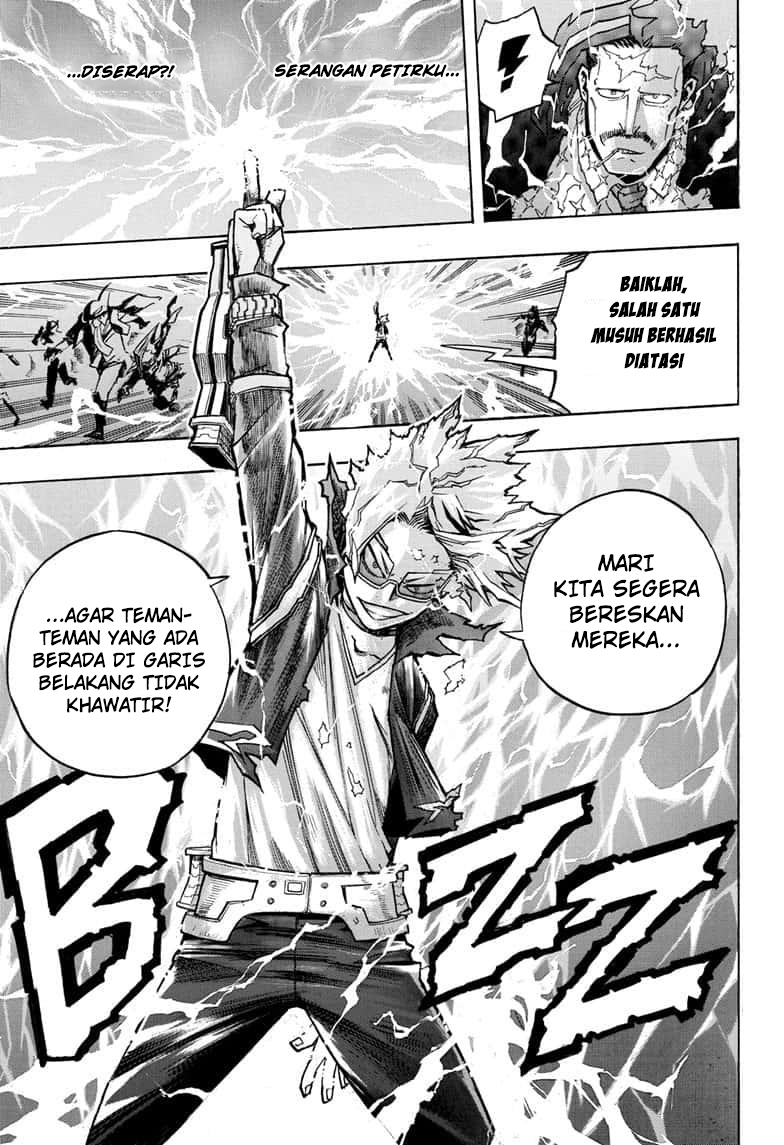 !
SERANGAN PETIRKU...
...DISERAP?!
BAIKLAH,
SALAH SATU
MUSUH BERHASIL
DIATASI
MARI
KITA SEGERA
BERESKAN
MEREKA...
...AGAR TEMAN-
TEMAN YANG ADA
BERADA DI GARIS
BELAKANG TIDAK
KHAWATIR!
BZZZ